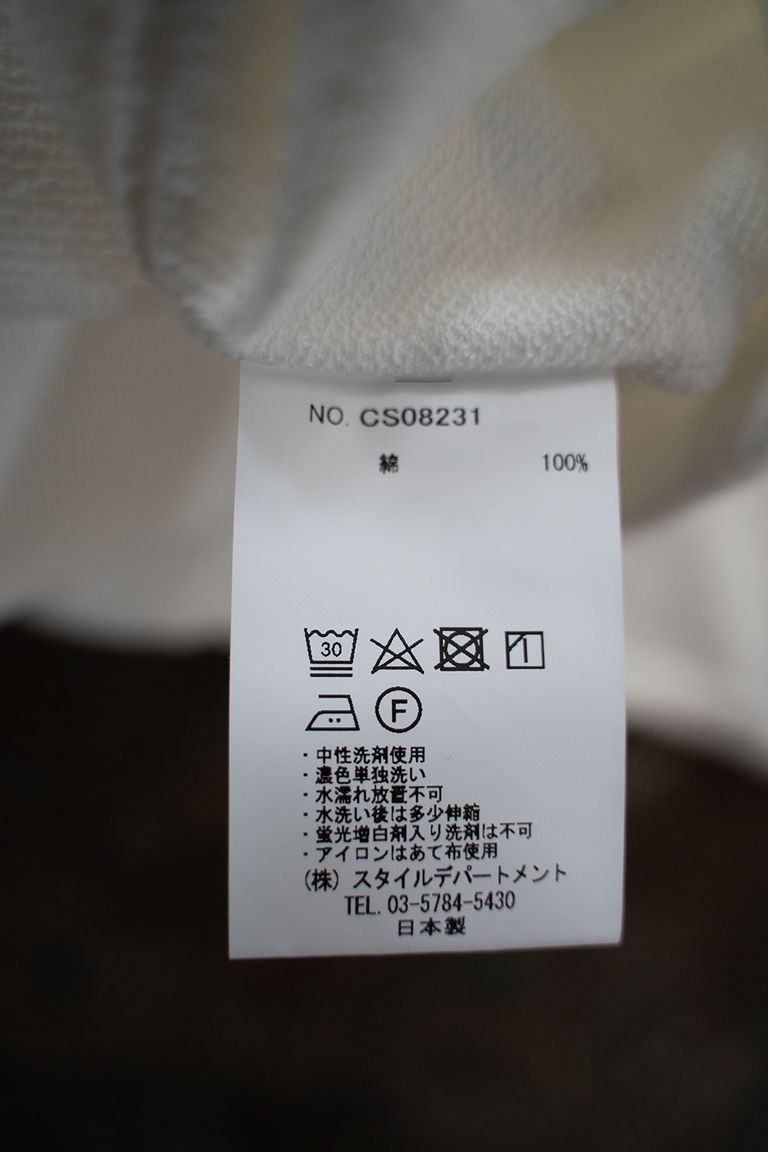 NO. CS08231
綿 100%
30
F
・中性洗剤使用
・濃色単独洗い
・水濡れ放置不可
・水洗い後は多少伸縮
・蛍光増白剤入り洗剤は不可
・アイロンはあて布使用
(株) スタイルデパートメント
TEL. 03-5784-5430
日本製